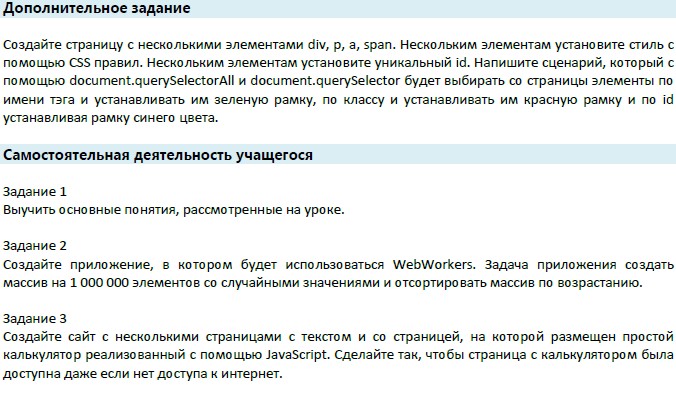 Дополнительное задание
Создайте страницу с несколькими элементами div, p, a, span. Нескольким элементам установите стиль с
помощью CSS правил. Нескольким элементам установите уникальный id. Напишите сценарий, который с
помощью document.querySelectorAll и document.querySelector будет выбирать со страницы элементы по
имени тэга и устанавливать им зеленую рамку, по классу и устанавливать им красную рамку и по id
устанавливая рамку синего цвета.
Самостоятельная деятельность учащегося
Задание 1
Выучить основные понятия, рассмотренные на уроке.
Задание 2
Создайте приложение, в котором будет использоваться WebWorkers. Задача приложения создать
массив на 1 000 000 элементов со случайными значениями и отсортировать массив по возрастанию.
Задание 3
Создайте сайт с несколькими страницами с текстом и со страницей, на которой размещен простой
калькулятор реализованный с помощью JavaScript. Сделайте так, чтобы страница с калькулятором была
доступна даже если нет доступа к интернет.